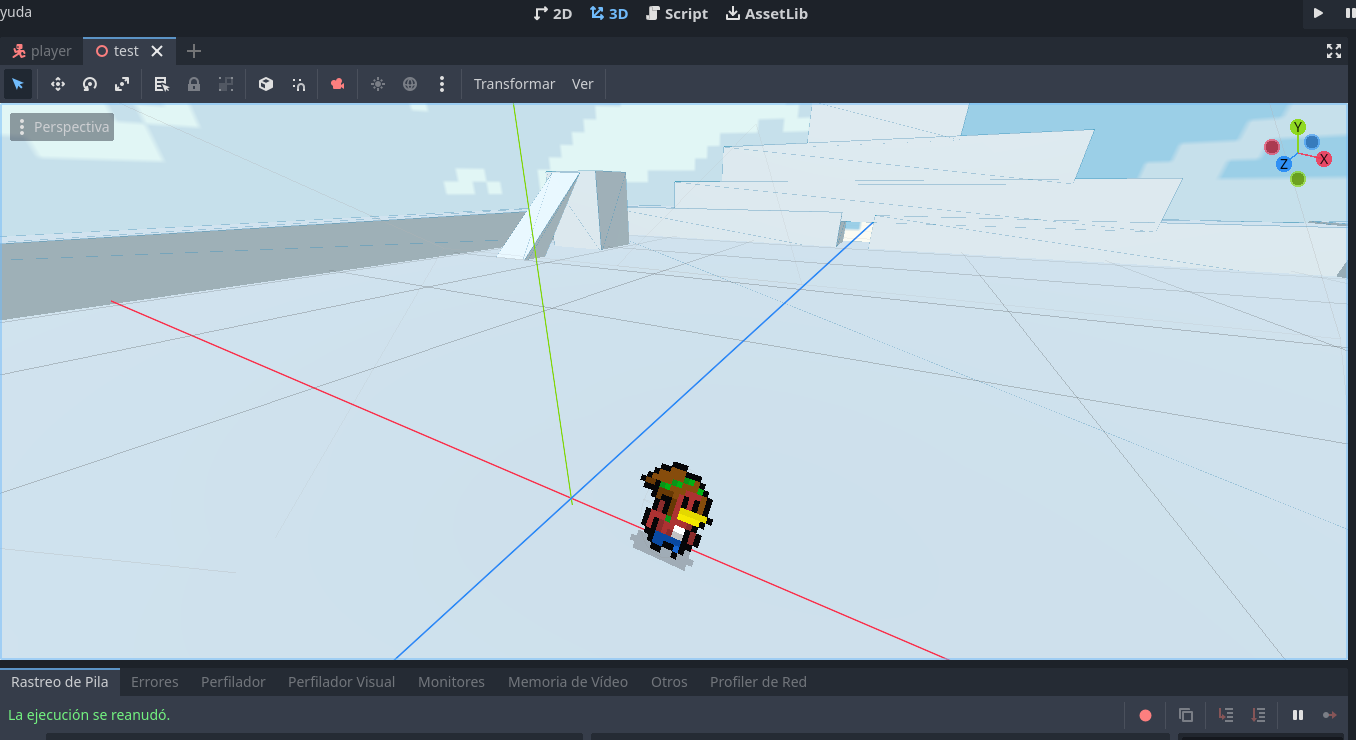 yuda
2D 3D Script AssetLib
player test
Transformar Ver
Perspectiva
Y
X
Z
Rastreo de Pila Errores Perfilador Perfilador Visual Monitores Memoria de Vídeo Otros Profiler de Red
La ejecución se reanudó.